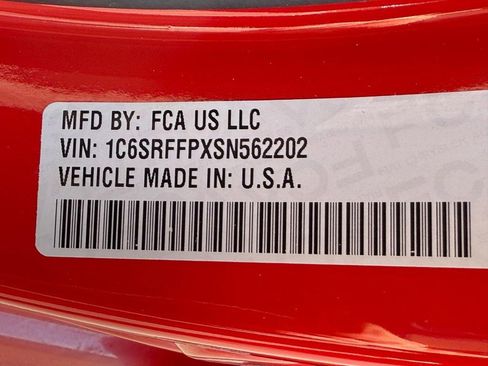 MFD BY: FCA US LLC
VIN: 1C6SRFFPXSN562202
VEHICLE MADE IN: U.S.A.